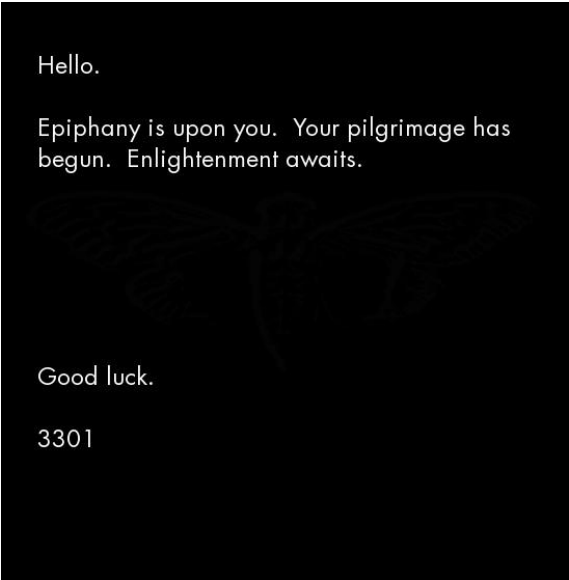 Hello.
Epiphany is upon you.  Your pilgrimage has
begun.  Enlightenment awaits.
Good luck.
3301